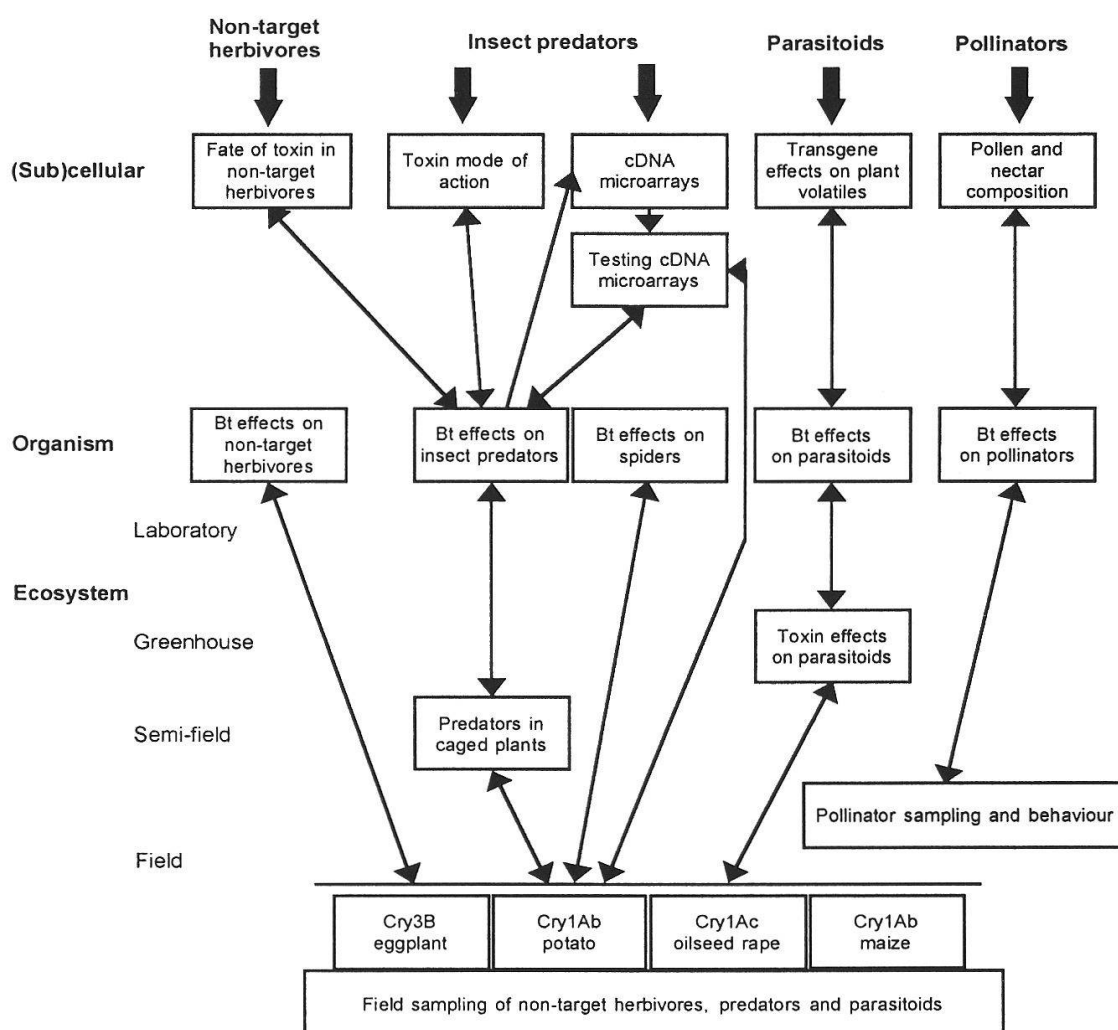 Non-target
herbivores
Insect predators
Parasitoids
Pollinators
(Sub)cellular
Fate of toxin in
non-target
herbivores
Toxin mode of
action
cDNA
microarrays
Transgene
effects on plant
volatiles
Pollen and
nectar
composition
Testing cDNA
microarrays
Organism
Bt effects on
non-target
herbivores
Bt effects on
insect predators
Bt effects on
spiders
Bt effects
on parasitoids
Bt effects
on pollinators
Laboratory
Ecosystem
Greenhouse
Toxin effects
on parasitoids
Semi-field
Predators in
caged plants
Pollinator sampling and behaviour
Field
Cry3B
eggplant
Cry1Ab
potato
Cry1Ac
oilseed rape
Cry1Ab
maize
Field sampling of non-target herbivores, predators and parasitoids